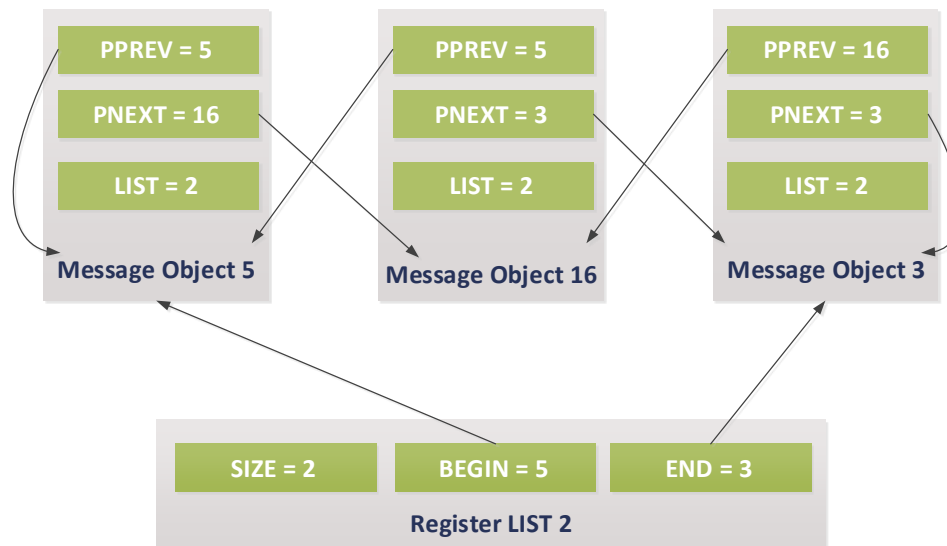 PPREV = 5
PNEXT = 16
LIST = 2
Message Object 5
PPREV = 5
PNEXT = 3
LIST = 2
Message Object 16
PPREV = 16
PNEXT = 3
LIST = 2
Message Object 3
SIZE = 2
BEGIN = 5
END = 3
Register LIST 2